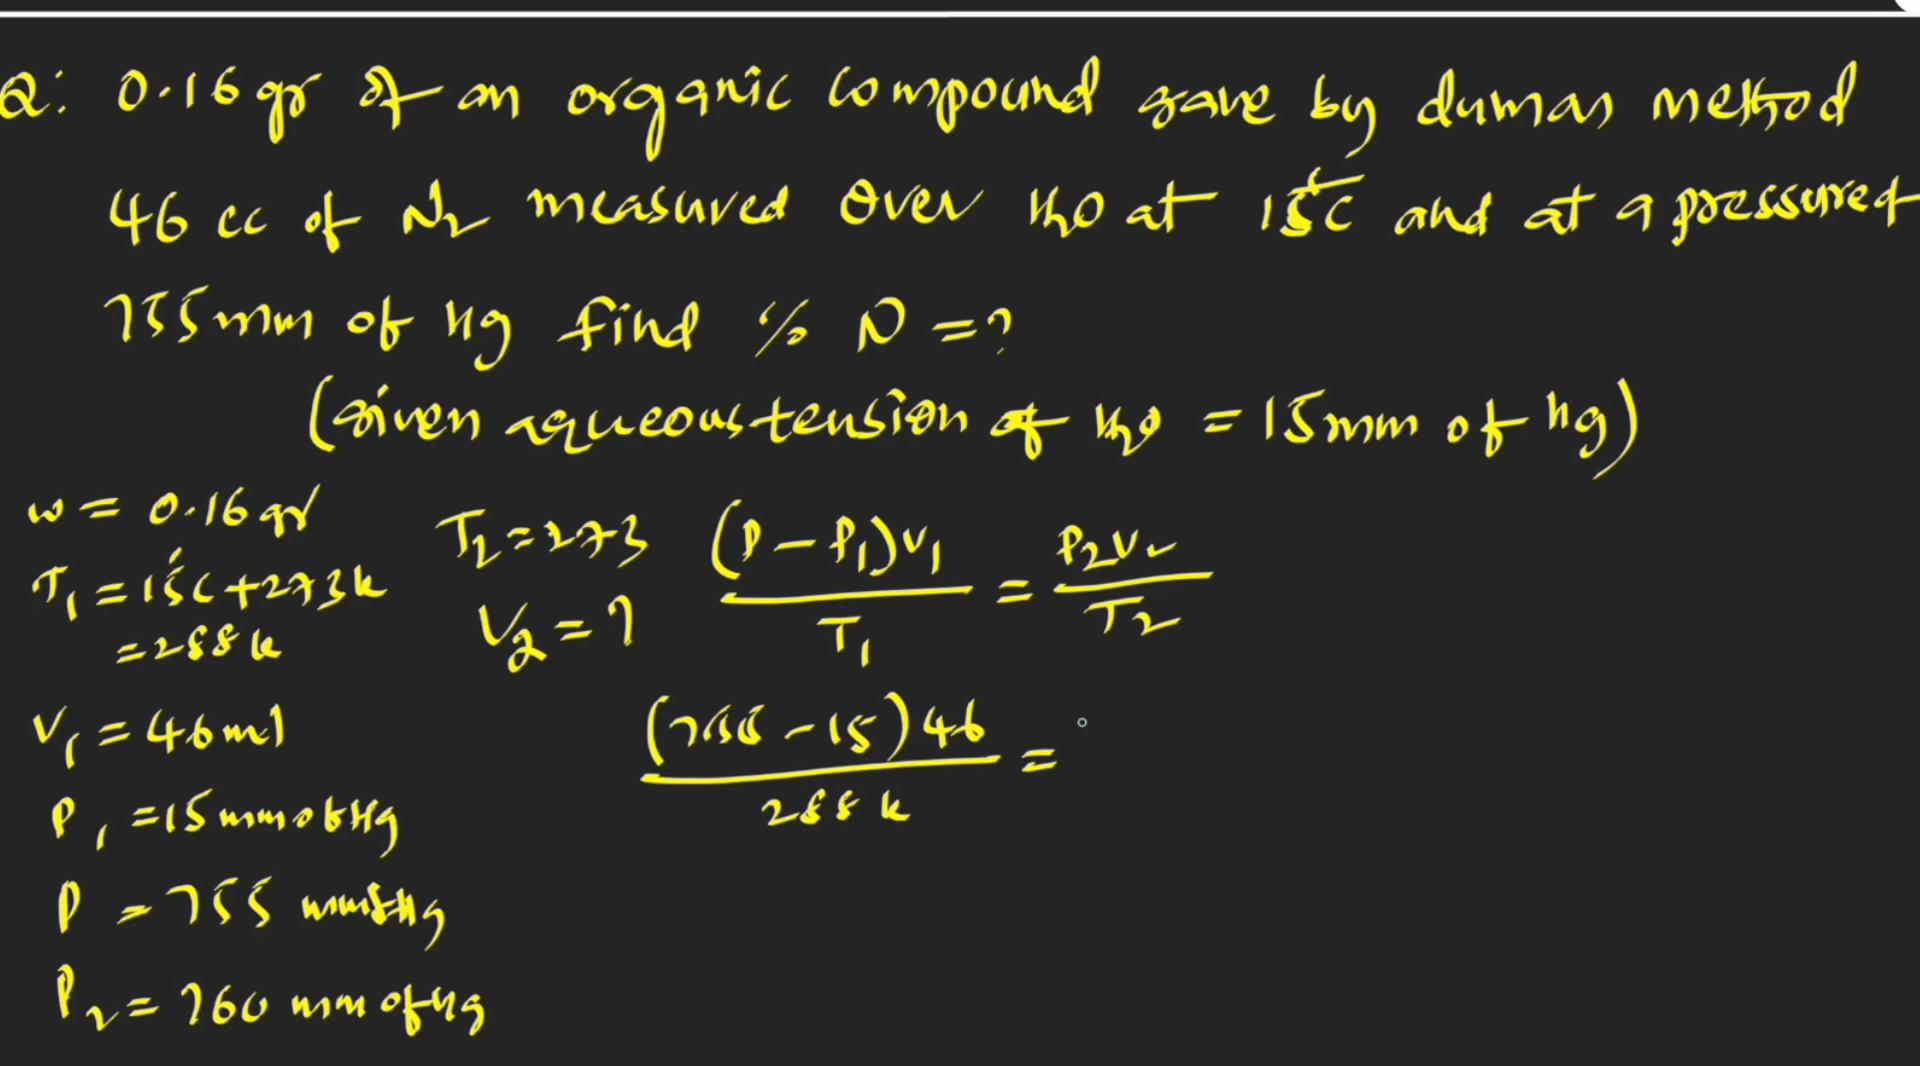 Q: 0.16 gr of an organic compound gave by dumas method
46 cc of N2 measured over H2O at 15°C and at a pressure of
755 mm of Hg find % N = ?
(Given aqueous tension of H2O = 15 mm of hg)
w = 0.16 gr
T1 = 15°C + 273k
= 288 k
V1 = 46 ml
P1 = 15 mm of Hg
P = 755 mm of Hg
P2 = 760 mm of Hg
T2 = 273
V2 = ?
(P - P1)V1 / T1 = P2V2 / T2
(755 - 15) 46 / 288 k =